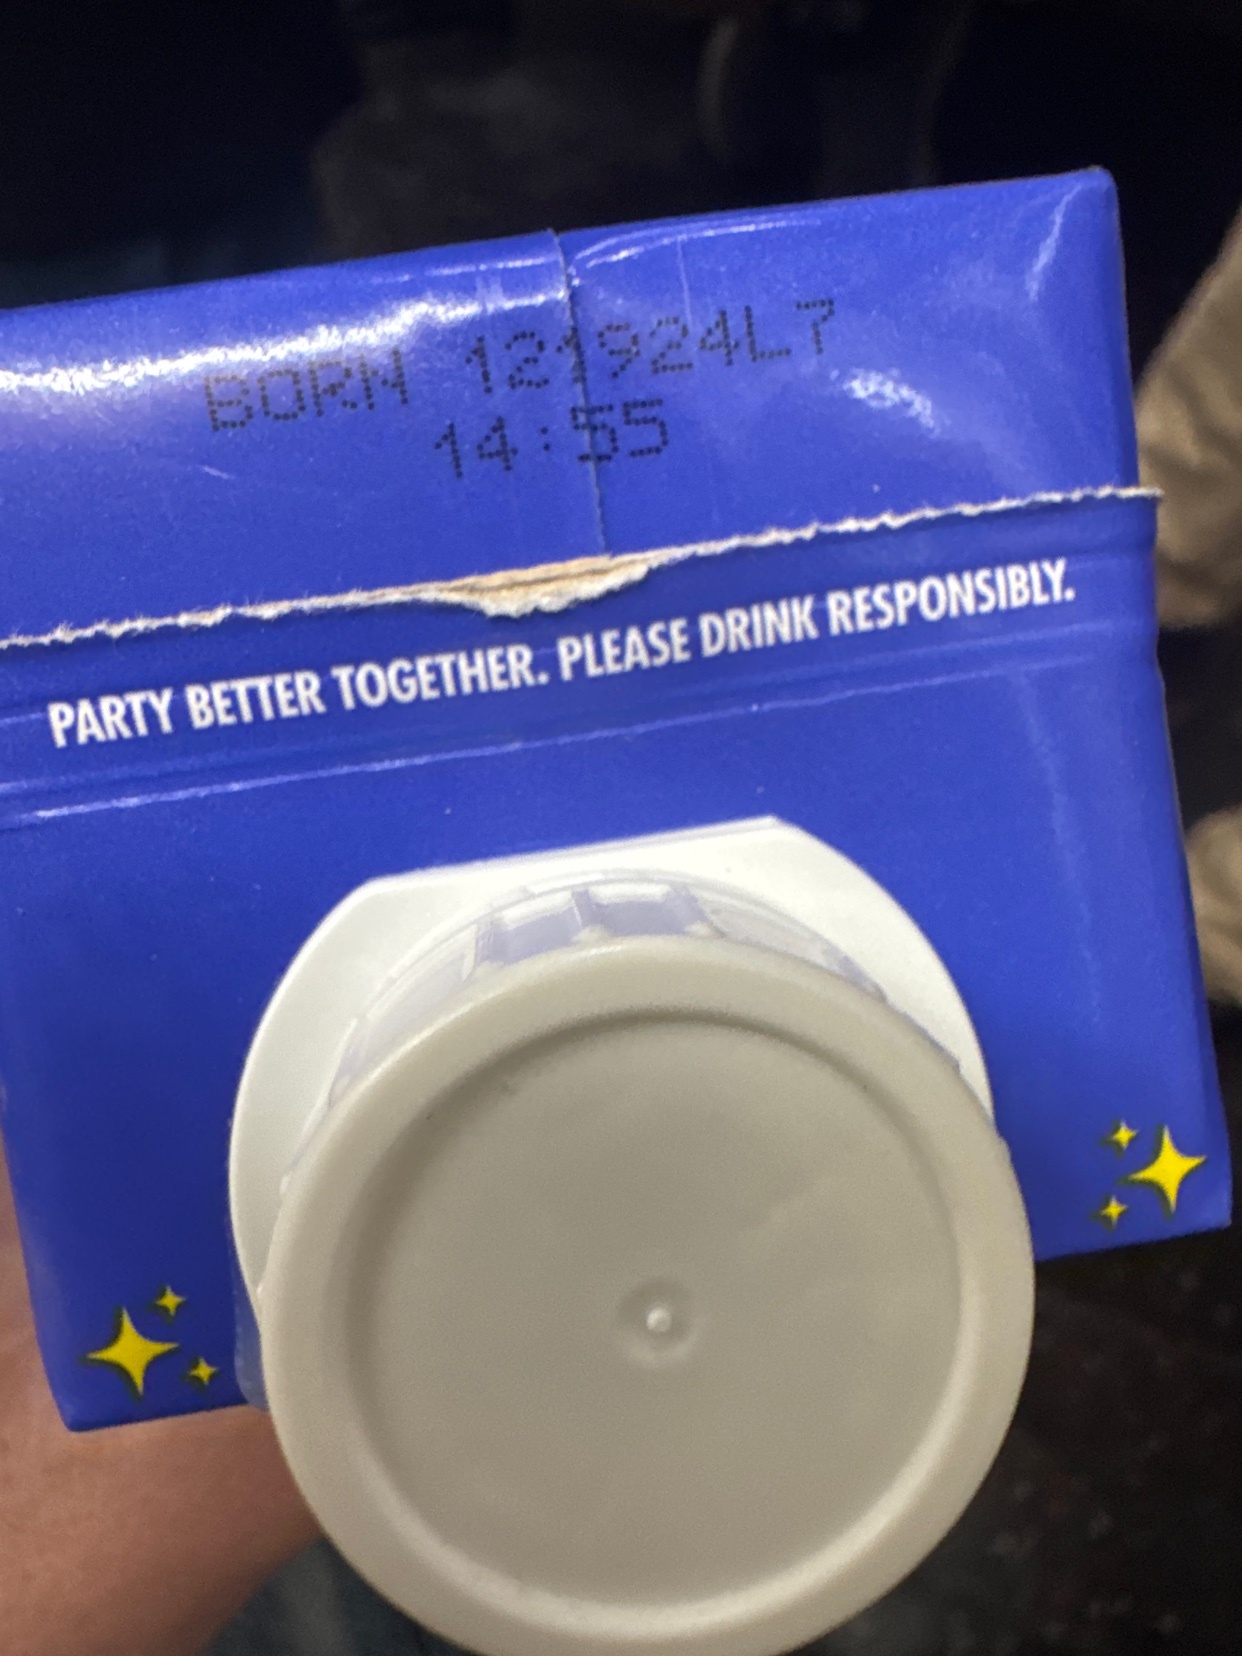 BORN 121924L7
14:55
PARTY BETTER TOGETHER. PLEASE DRINK RESPONSIBLY.